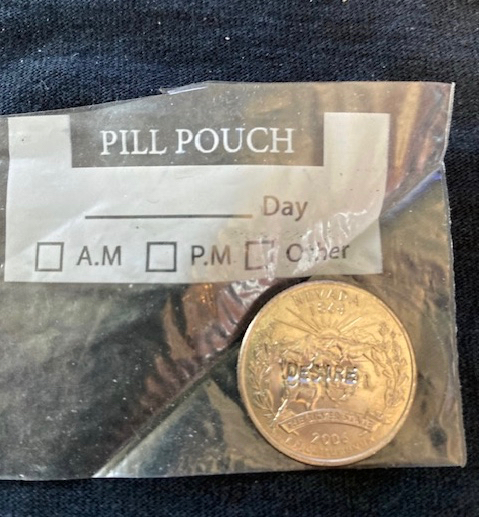 PILL POUCH
Day
A.M P.M Other
NEVADA
DESIRE
2006